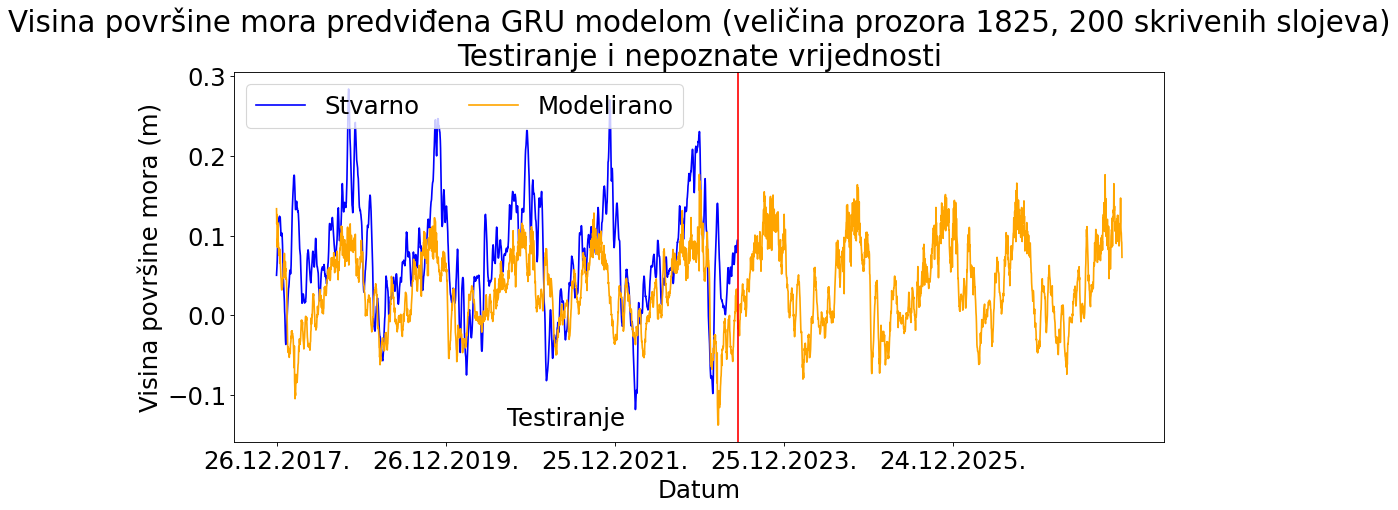 Visina površine mora predviđena GRU modelom (veličina prozora 1825, 200 skrivenih slojeva)
Testiranje i nepoznate vrijednosti
Stvarno
Modelirano
Visina površine mora (m)
0.3
0.2
0.1
0.0
−0.1
Testiranje
26.12.2017.
26.12.2019.
25.12.2021.
25.12.2023.
24.12.2025.
Datum